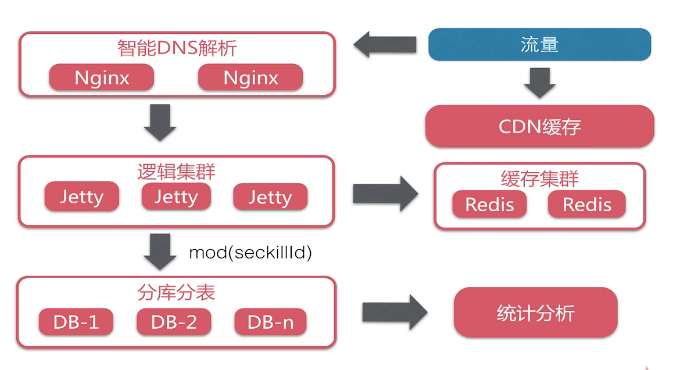 智能DNS解析
流量
Nginx
Nginx
CDN缓存
逻辑集群
缓存集群
Jetty
Jetty
Jetty
Redis
Redis
mod(seckillId)
分库分表
统计分析
DB-1
DB-2
DB-n